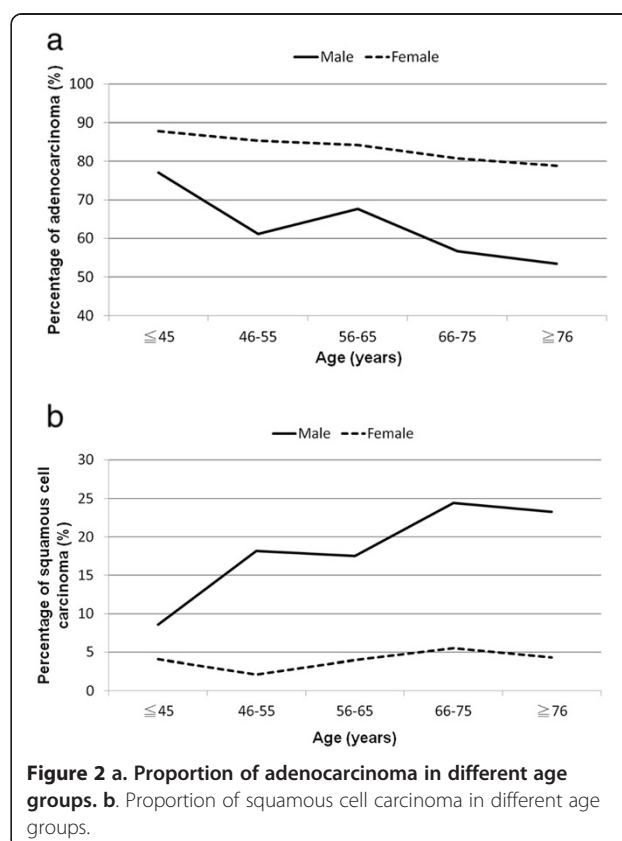 a
Male Female
Percentage of adenocarcinoma (%)
100
90
80
70
60
50
40
≦45 46-55 56-65 66-75 ≧76
Age (years)
b
Male Female
Percentage of squamous cell
carcinoma (%)
30
25
20
15
10
5
0
≦45 46-55 56-65 66-75 ≧76
Age (years)
Figure 2 a. Proportion of adenocarcinoma in different age
groups. b. Proportion of squamous cell carcinoma in different age
groups.